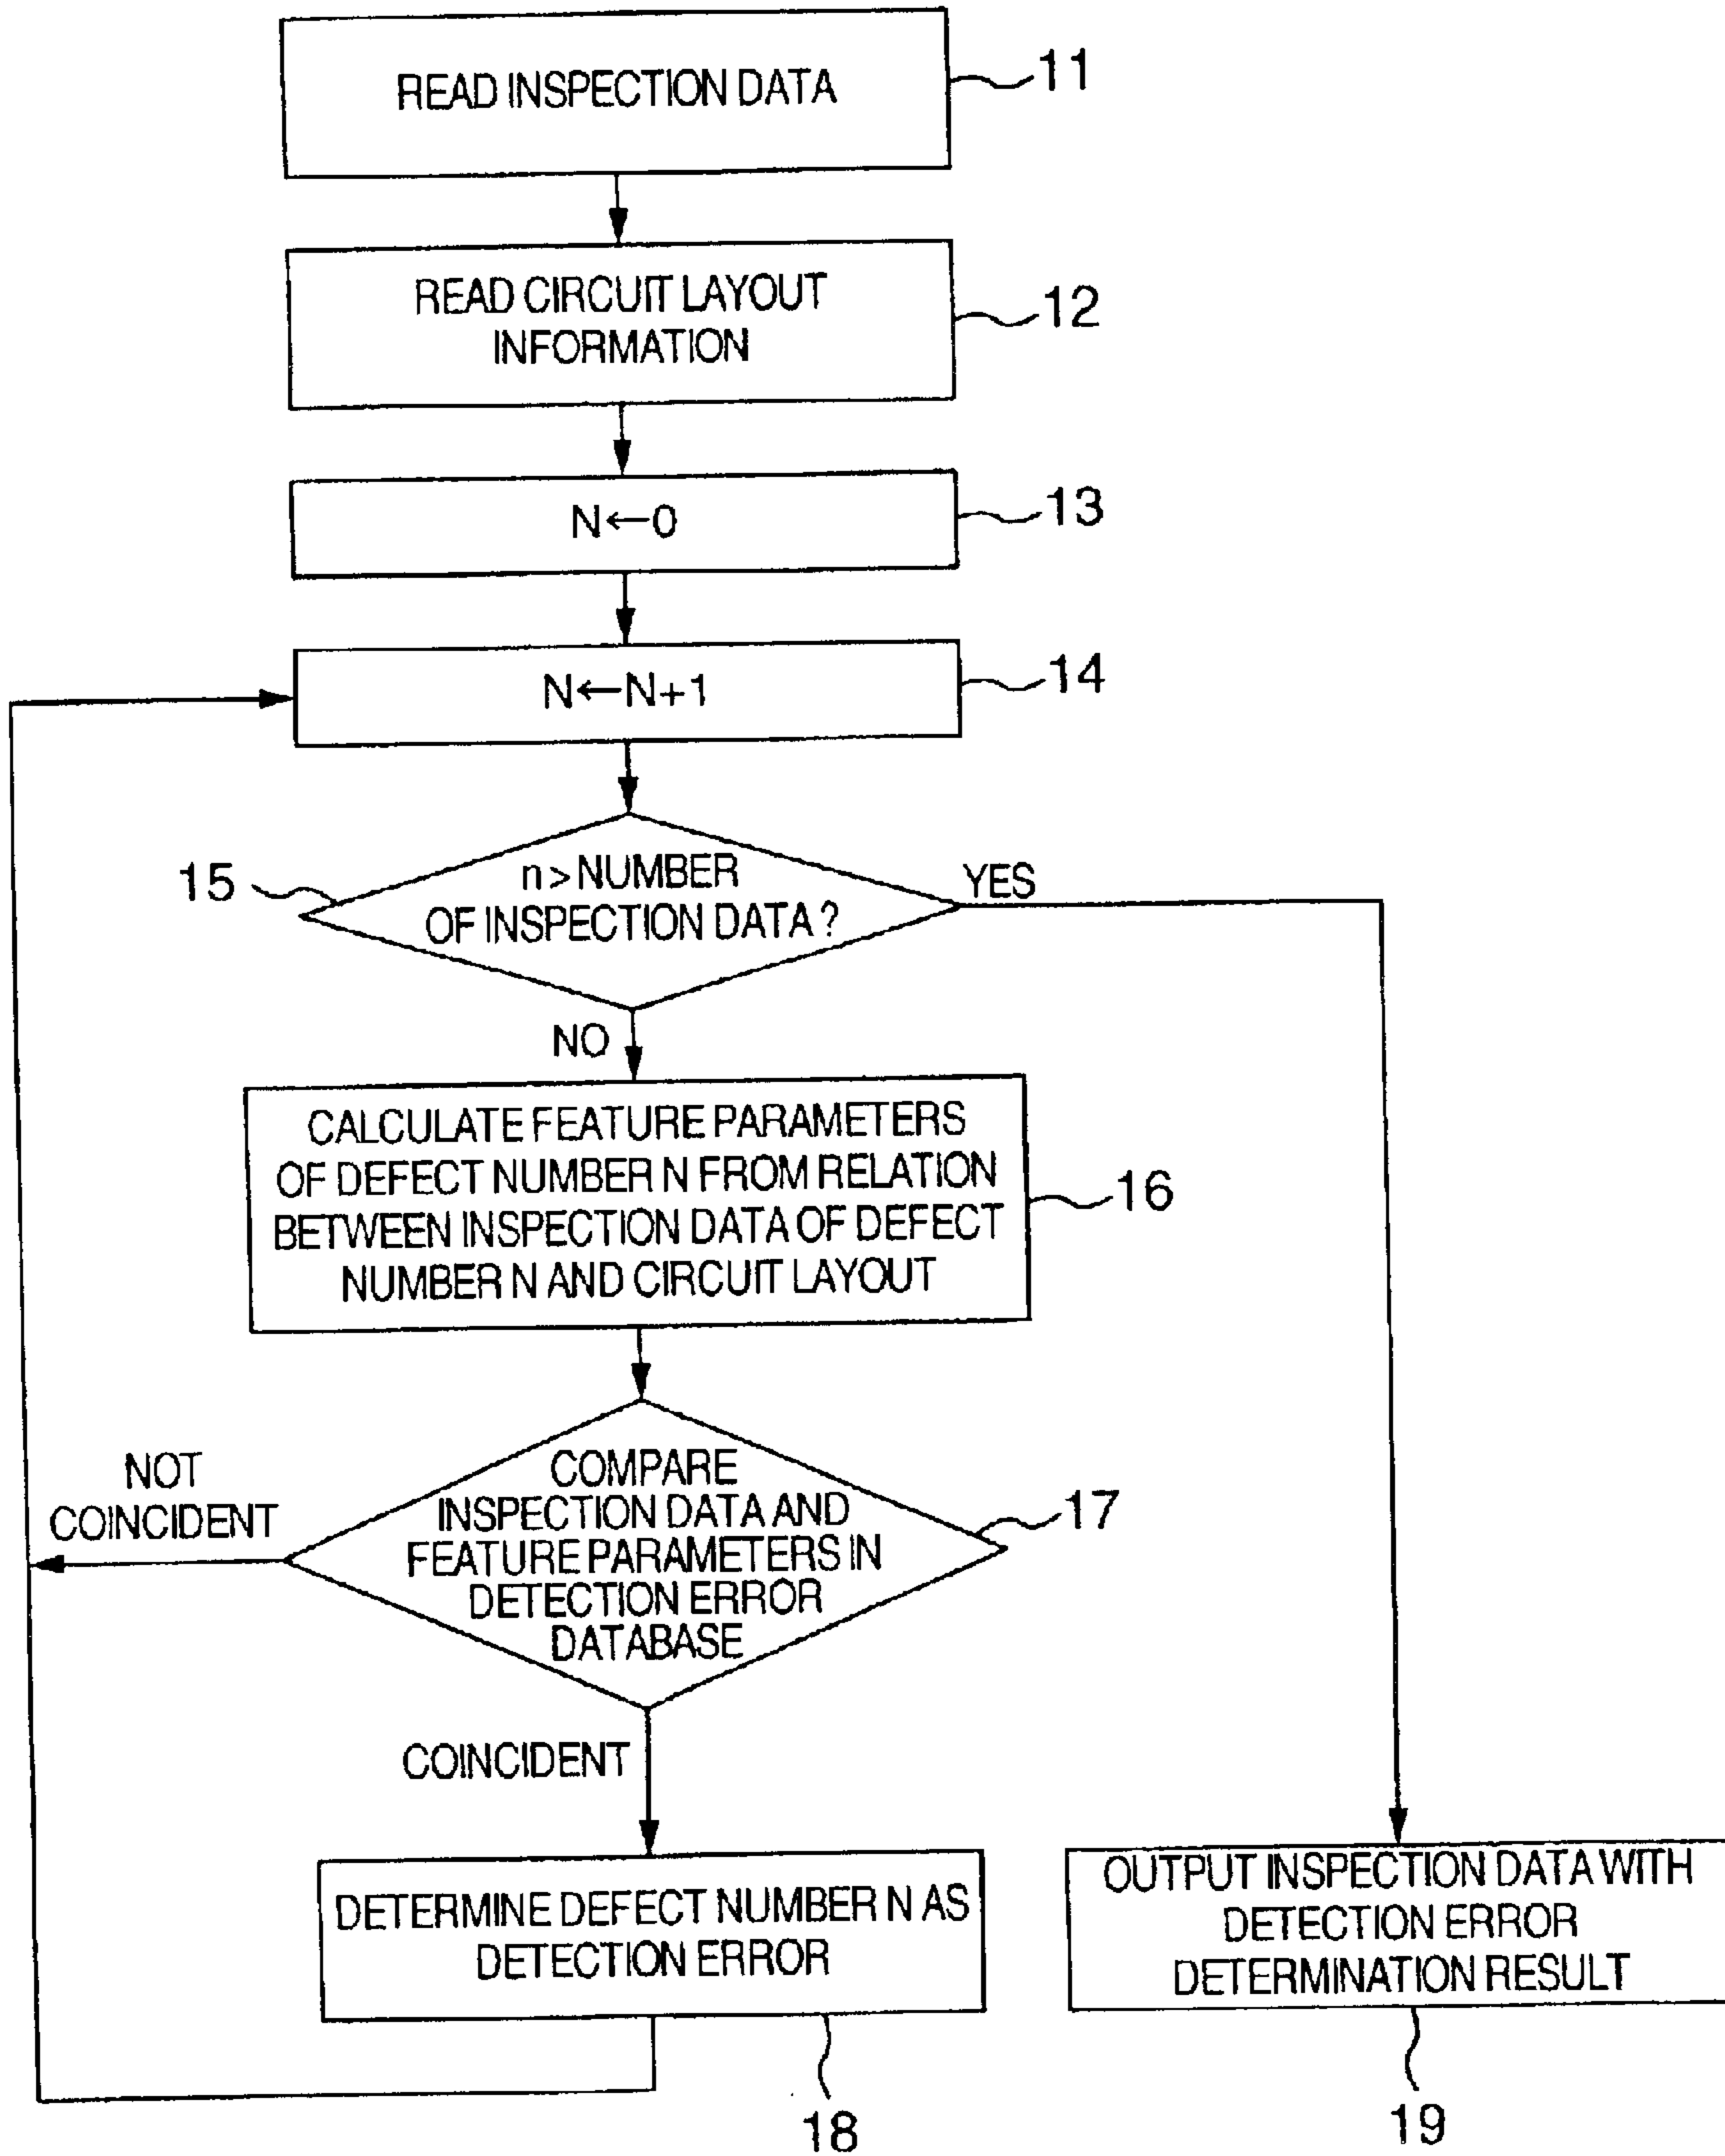 READ INSPECTION DATA
11
READ CIRCUIT LAYOUT
INFORMATION
12
N←0
13
N←N+1
14
15
n>NUMBER
OF INSPECTION DATA?
YES
NO
CALCULATE FEATURE PARAMETERS
OF DEFECT NUMBER N FROM RELATION
BETWEEN INSPECTION DATA OF DEFECT
NUMBER N AND CIRCUIT LAYOUT
16
NOT
COINCIDENT
COMPARE
INSPECTION DATA AND
FEATURE PARAMETERS IN
DETECTION ERROR
DATABASE
17
COINCIDENT
DETERMINE DEFECT NUMBER N AS
DETECTION ERROR
18
OUTPUT INSPECTION DATA WITH
DETECTION ERROR
DETERMINATION RESULT
19